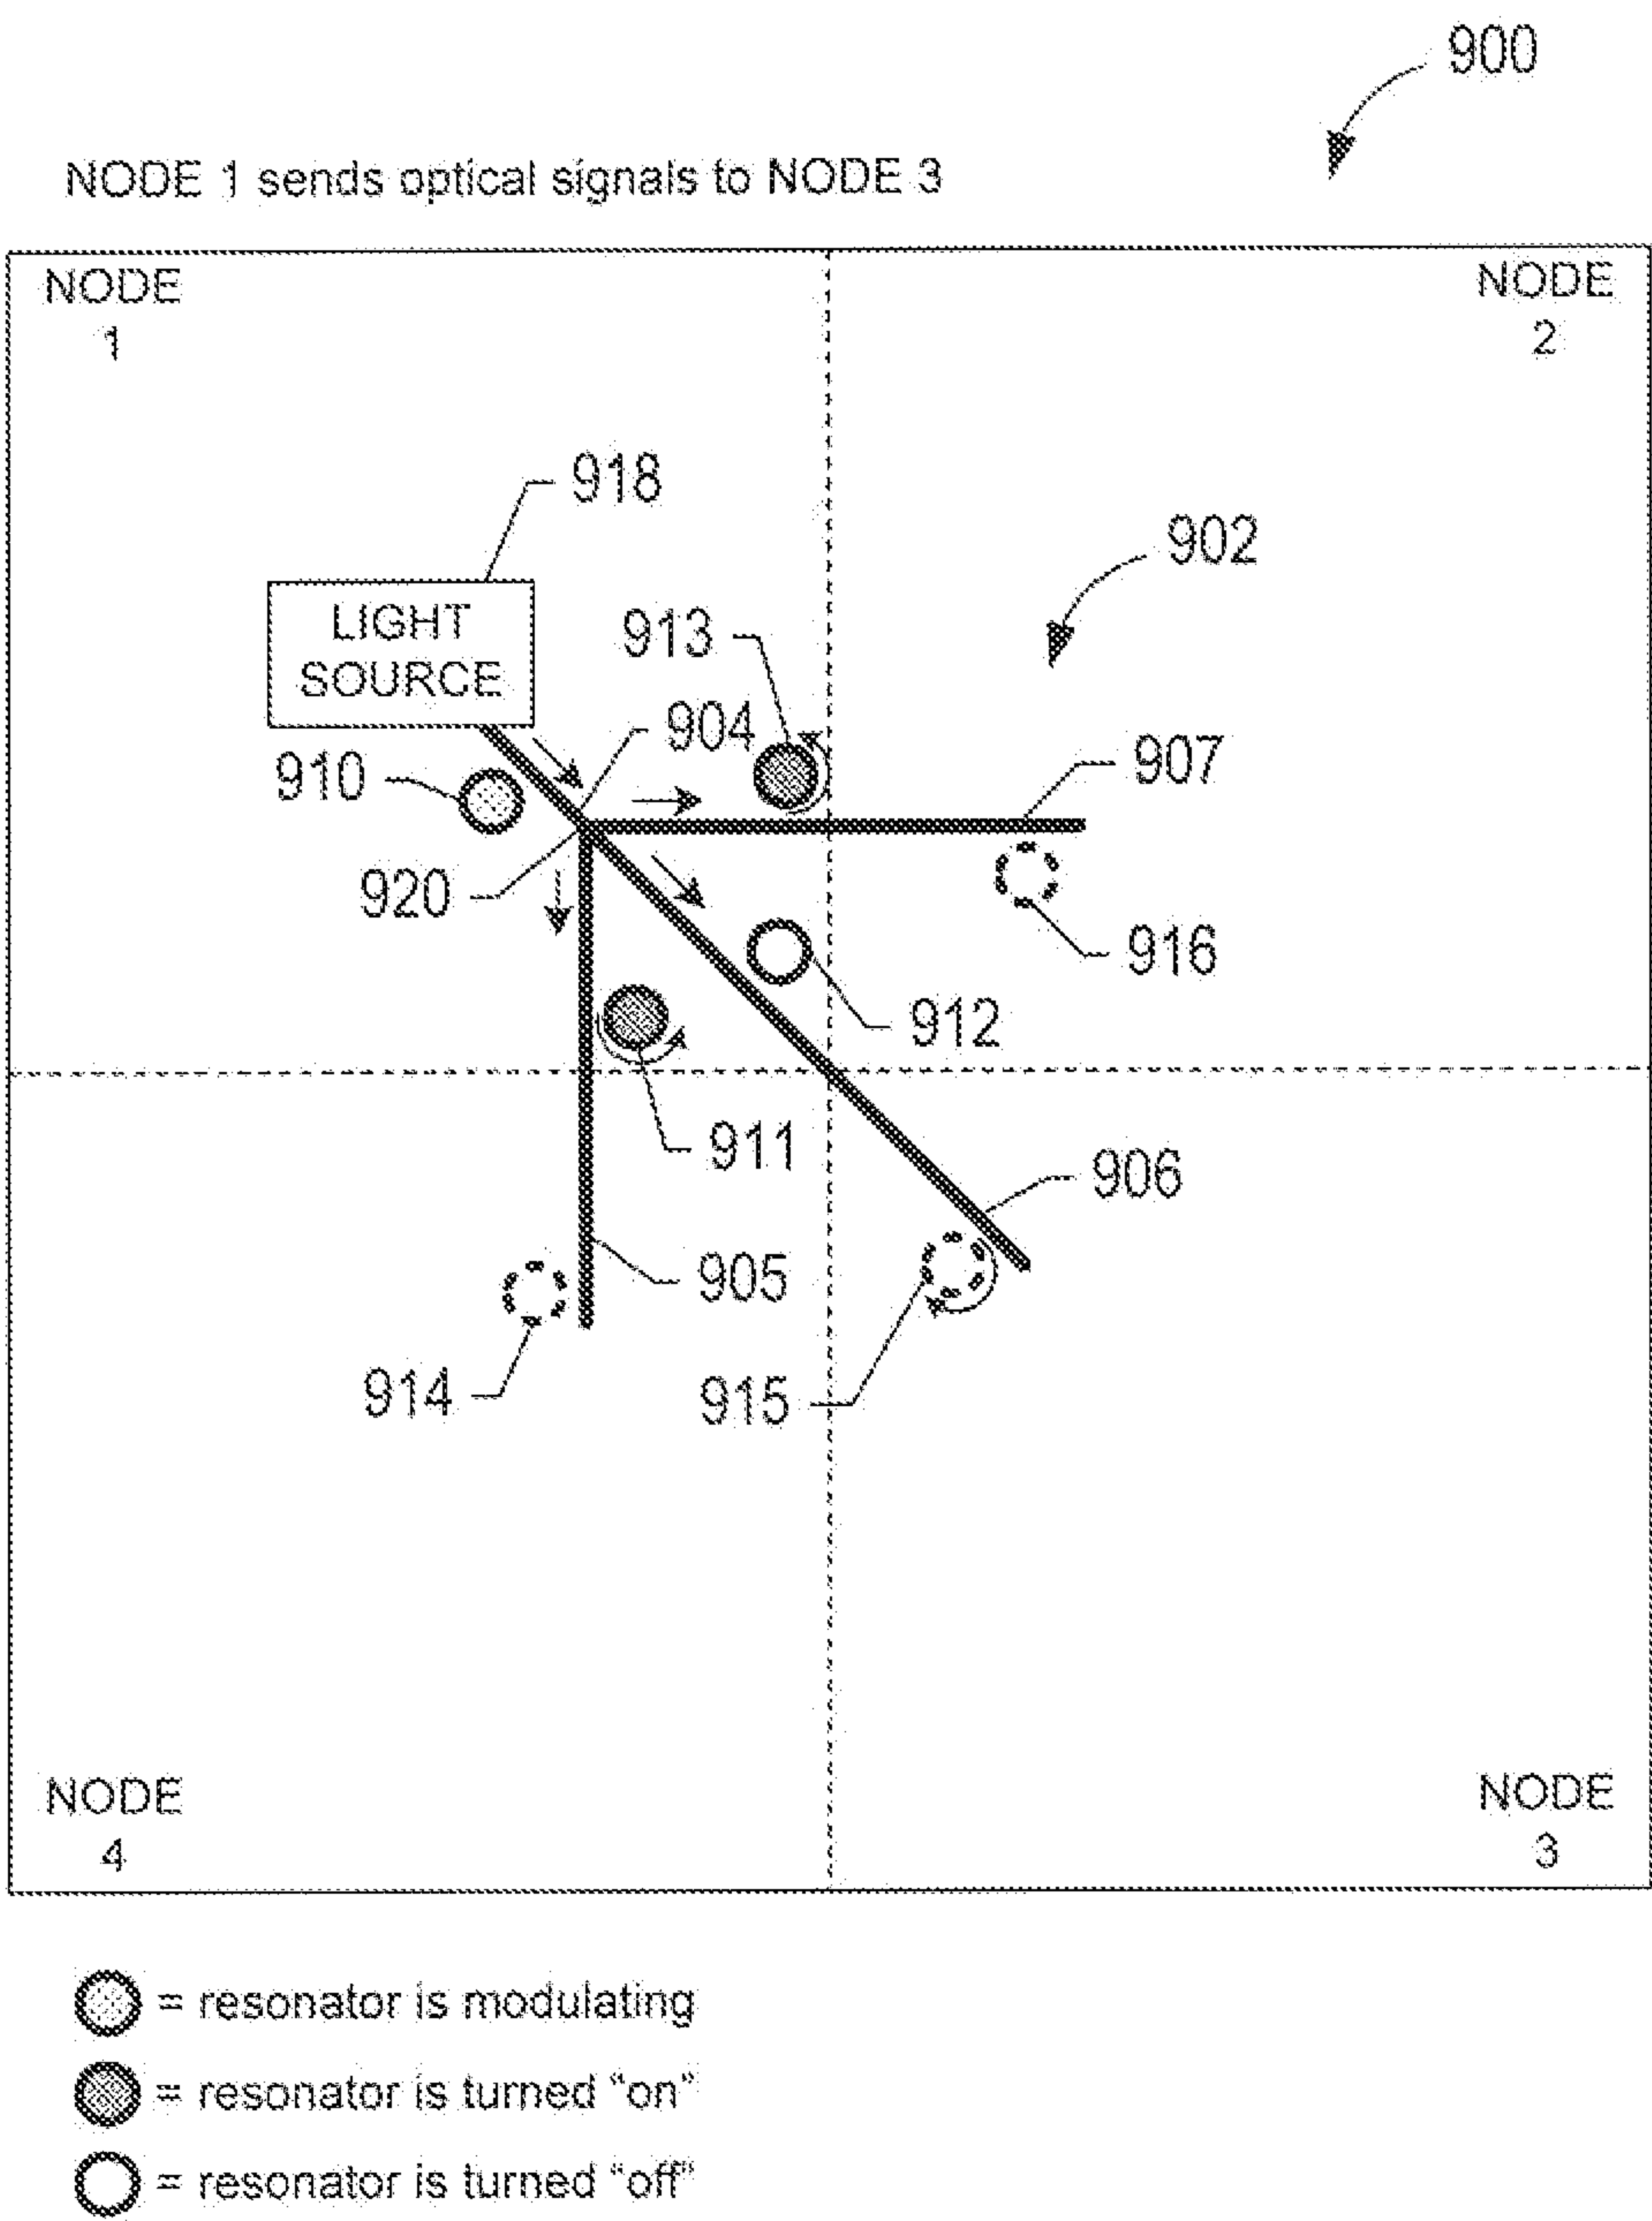 900
NODE 1 sends optical signals to NODE 3
NODE
1
NODE
2
918
902
LIGHT
SOURCE
913
904
907
910
920
916
912
911
906
905
914
915
NODE
4
NODE
3
= resonator is modulating
= resonator is turned "on"
= resonator is turned "off"